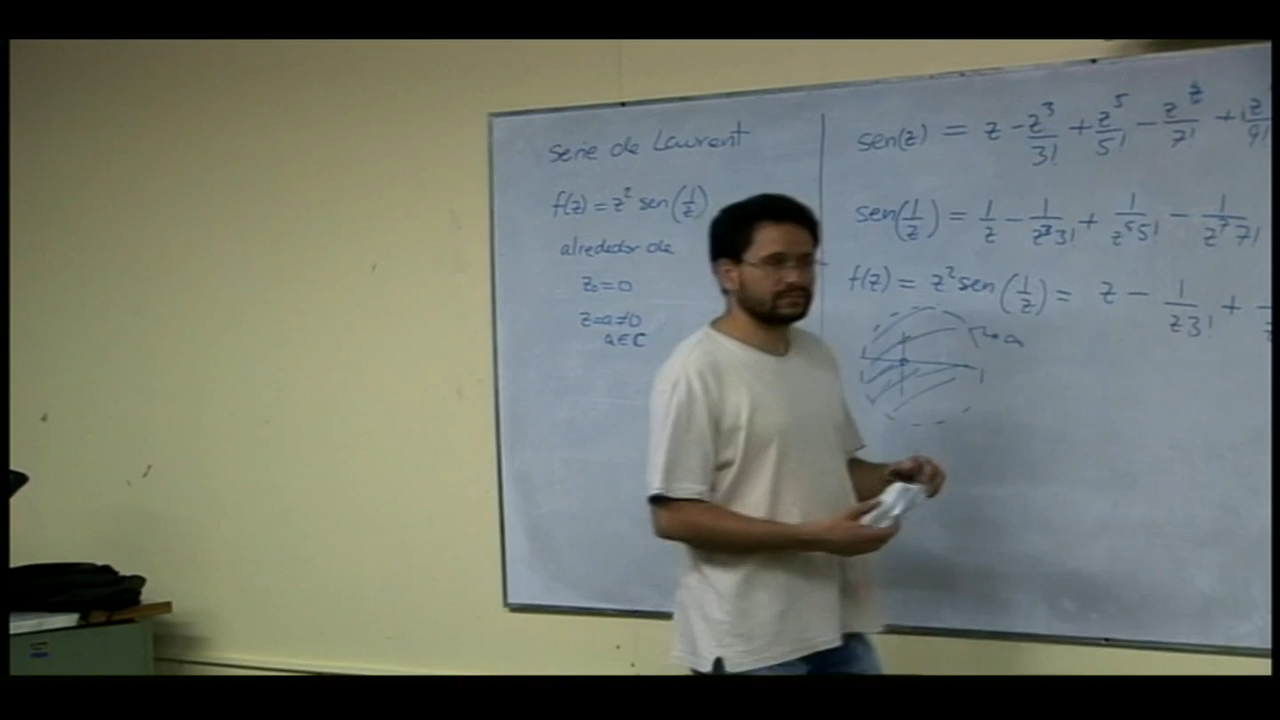 serie de Laurent
f(z) = z² sen(1/z)
alrededor de
z₀ = 0
z = a ≠ 0
a ∈ ℂ
sen(z) = z - z³/3! + z⁵/5! - z⁷/7! + z/9!
sen(1/z) = 1/z - 1/z³3! + 1/z⁵5! - 1/z⁷7!
f(z) = z² sen(1/z) = z - 1/z3! +